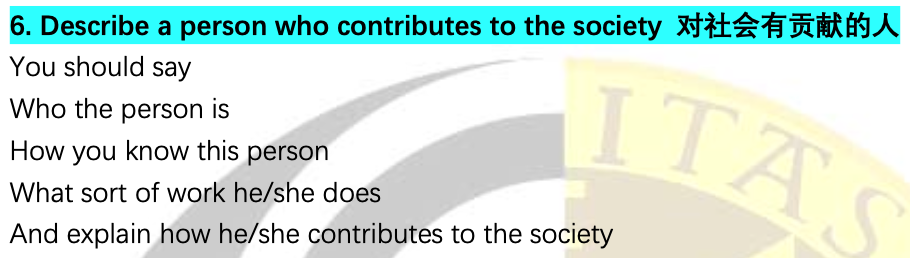 6. Describe a person who contributes to the society 对社会有贡献的人
You should say
Who the person is
How you know this person
What sort of work he/she does
And explain how he/she contributes to the society
ITAS